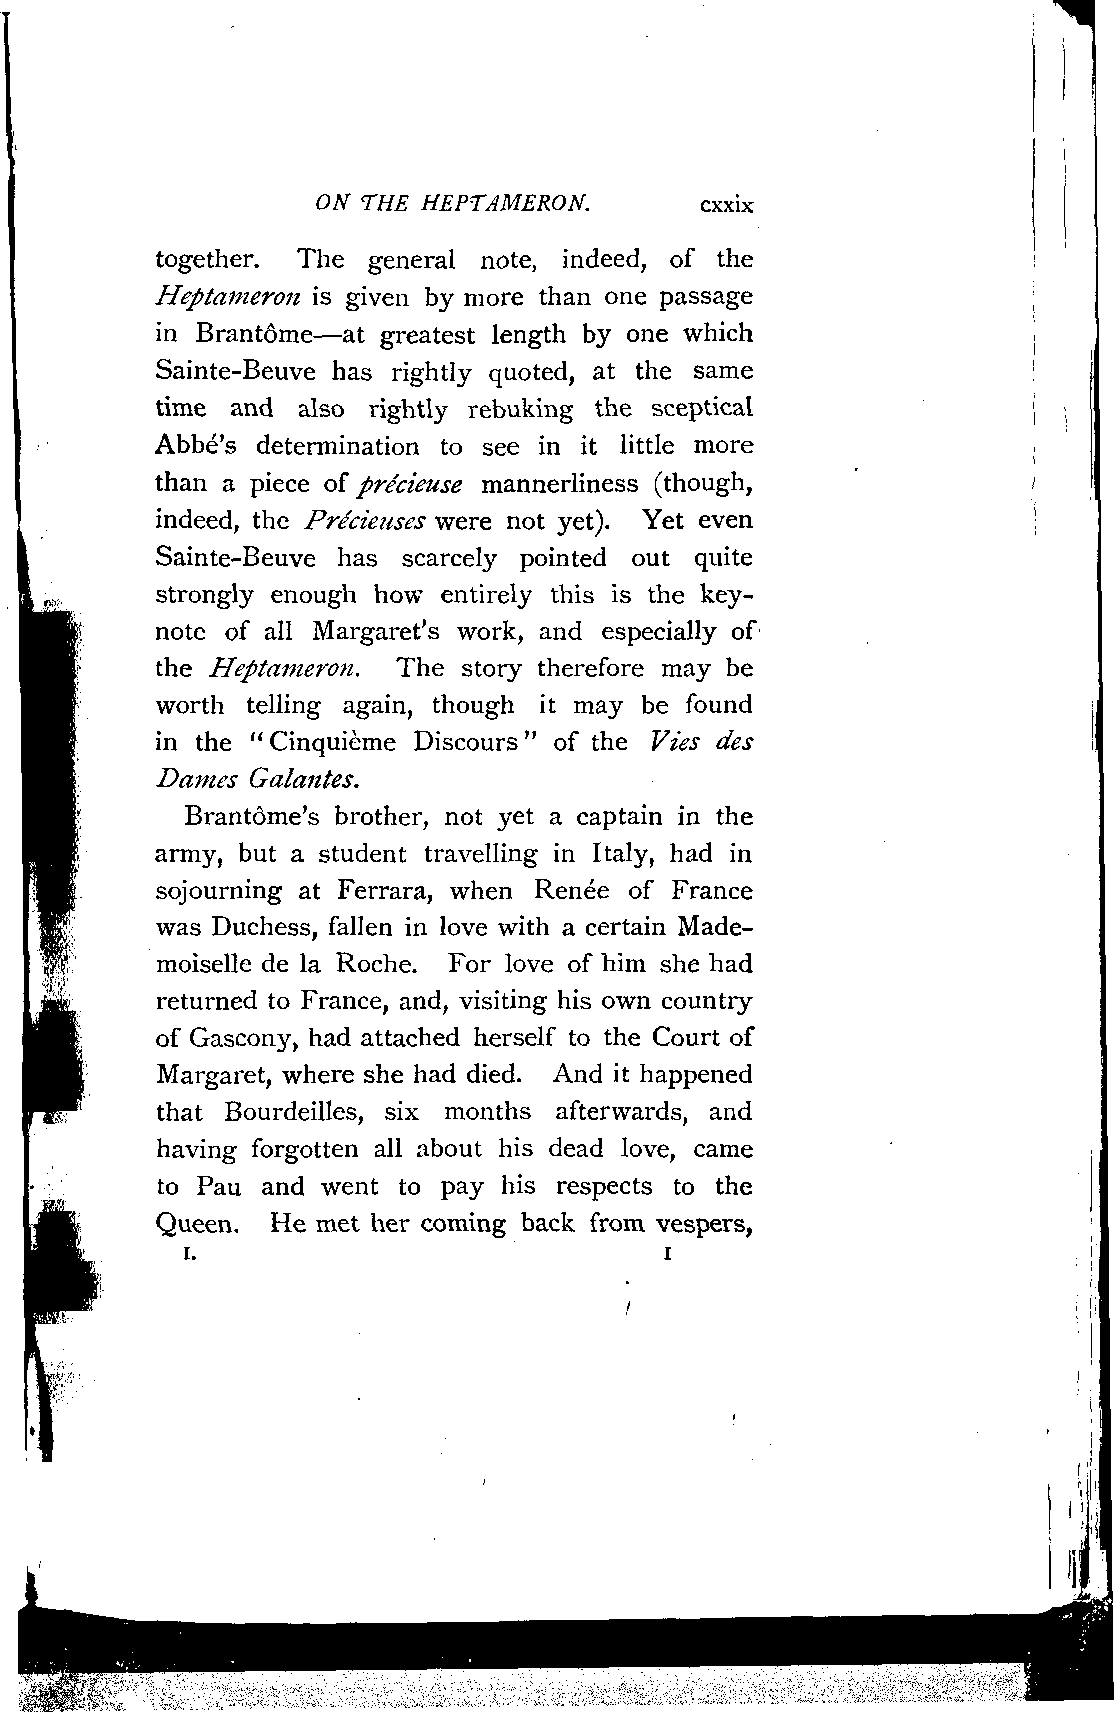 ON THE HEPTAMERON. cxxix
together. The general note, indeed, of the
Heptameron is given by more than one passage
in Brantôme—at greatest length by one which
Sainte-Beuve has rightly quoted, at the same
time and also rightly rebuking the sceptical
Abbé's determination to see in it little more
than a piece of précieuse mannerliness (though,
indeed, the Précieuses were not yet). Yet even
Sainte-Beuve has scarcely pointed out quite
strongly enough how entirely this is the key-
note of all Margaret's work, and especially of
the Heptameron. The story therefore may be
worth telling again, though it may be found
in the "Cinquième Discours" of the Vies des
Dames Galantes.
Brantôme's brother, not yet a captain in the
army, but a student travelling in Italy, had in
sojourning at Ferrara, when Renée of France
was Duchess, fallen in love with a certain Made-
moiselle de la Roche. For love of him she had
returned to France, and, visiting his own country
of Gascony, had attached herself to the Court of
Margaret, where she had died. And it happened
that Bourdeilles, six months afterwards, and
having forgotten all about his dead love, came
to Pau and went to pay his respects to the
Queen. He met her coming back from vespers,
I. I